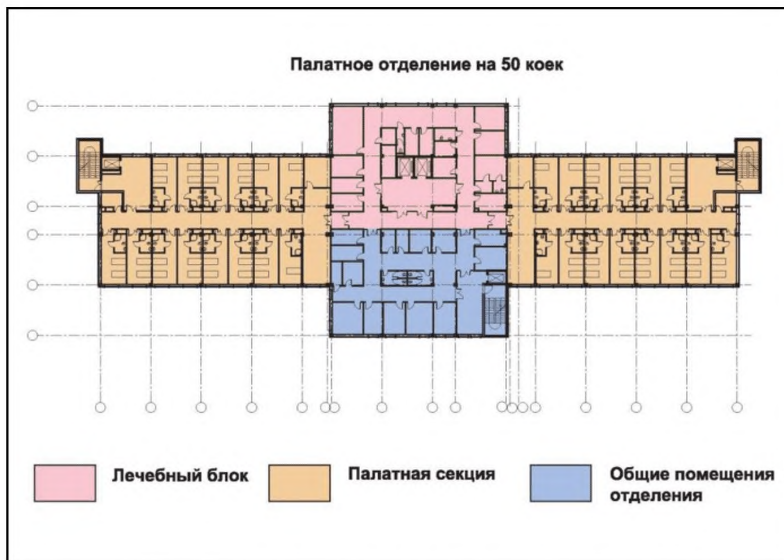 Палатное отделение на 50 коек
Лечебный блок
Палатная секция
Общие помещения
отделения